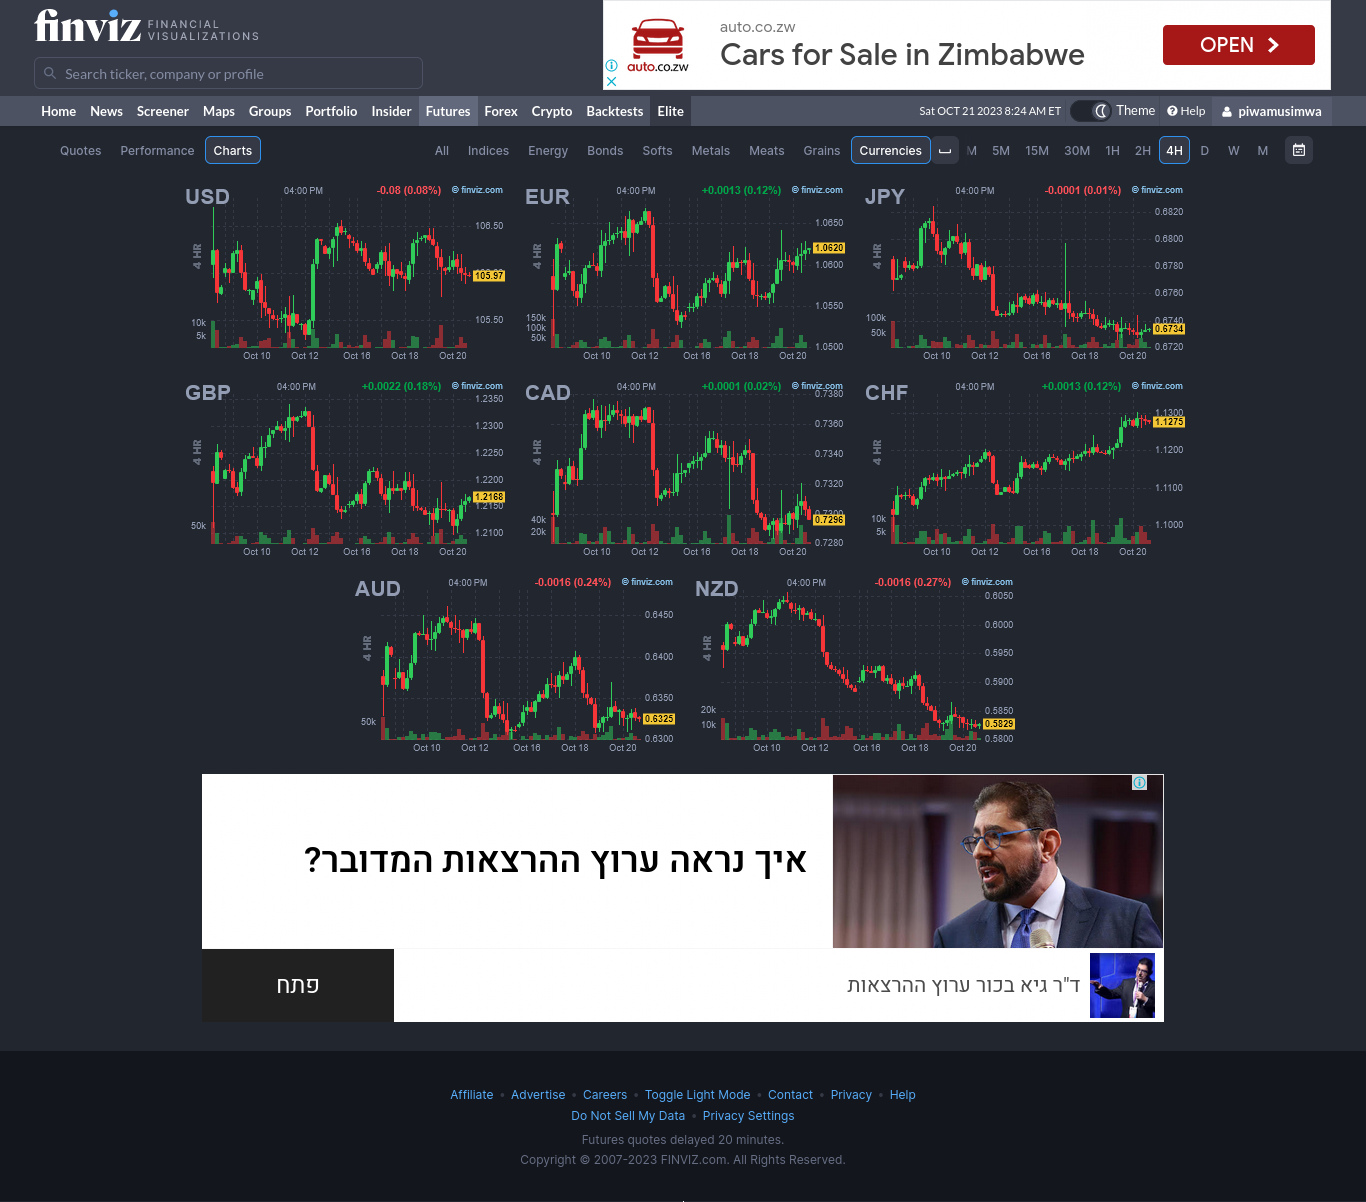 finviz FINANCIAL VISUALIZATIONS
Search ticker, company or profile
auto.co.zw
auto.co.zw
Cars for Sale in Zimbabwe
OPEN
Home News Screener Maps Groups Portfolio Insider Futures Forex Crypto Backtests Elite
Sat OCT 21 2023 8:24 AM ET Theme Help piwamusimwa
Quotes Performance Charts
All Indices Energy Bonds Softs Metals Meats Grains Currencies
M 5M 15M 30M 1H 2H 4H D W M
USD 04:00 PM -0.08 (0.08%) © finviz.com
4 HR
106.50
105.97
105.50
10k
5k
Oct 10 Oct 12 Oct 16 Oct 18 Oct 20
EUR 04:00 PM +0.0013 (0.12%) © finviz.com
4 HR
1.0650
1.0620
1.0600
1.0550
1.0500
150k
100k
50k
Oct 10 Oct 12 Oct 16 Oct 18 Oct 20
JPY 04:00 PM -0.0001 (0.01%) © finviz.com
4 HR
0.6820
0.6800
0.6780
0.6760
0.6740
0.6734
0.6720
100k
50k
Oct 10 Oct 12 Oct 16 Oct 18 Oct 20
GBP 04:00 PM +0.0022 (0.18%) © finviz.com
4 HR
1.2350
1.2300
1.2250
1.2200
1.2168
1.2150
1.2100
50k
Oct 10 Oct 12 Oct 16 Oct 18 Oct 20
CAD 04:00 PM +0.0001 (0.02%) © finviz.com
4 HR
0.7380
0.7360
0.7340
0.7320
0.7300
0.7296
0.7280
40k
20k
Oct 10 Oct 12 Oct 16 Oct 18 Oct 20
CHF 04:00 PM +0.0013 (0.12%) © finviz.com
4 HR
1.1300
1.1275
1.1200
1.1100
1.1000
10k
5k
Oct 10 Oct 12 Oct 16 Oct 18 Oct 20
AUD 04:00 PM -0.0016 (0.24%) © finviz.com
4 HR
0.6450
0.6400
0.6350
0.6325
0.6300
50k
Oct 10 Oct 12 Oct 16 Oct 18 Oct 20
NZD 04:00 PM -0.0016 (0.27%) © finviz.com
4 HR
0.6050
0.6000
0.5950
0.5900
0.5850
0.5829
0.5800
20k
10k
Oct 10 Oct 12 Oct 16 Oct 18 Oct 20
איך נראה ערוץ ההרצאות המדובר?
ד"ר גיא בכור ערוץ ההרצאות
פתח
Affiliate • Advertise • Careers • Toggle Light Mode • Contact • Privacy • Help
Do Not Sell My Data • Privacy Settings
Futures quotes delayed 20 minutes.
Copyright © 2007-2023 FINVIZ.com. All Rights Reserved.